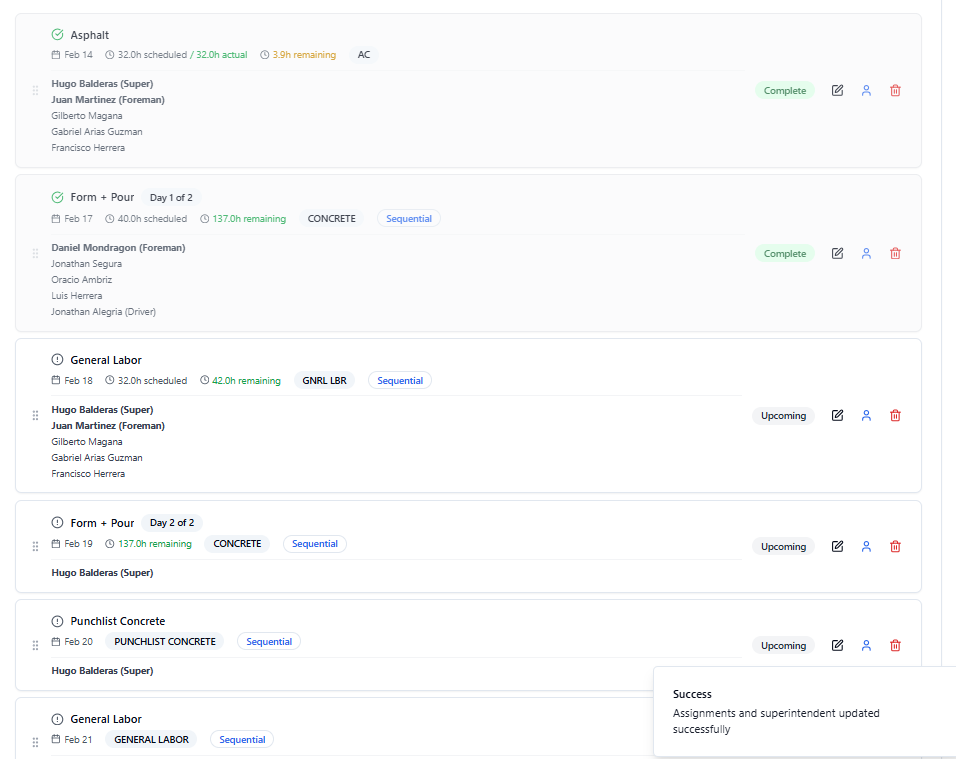 Asphalt
Feb 14 32.0h scheduled / 32.0h actual 3.9h remaining AC
Hugo Balderas (Super)
Juan Martinez (Foreman)
Gilberto Magana
Gabriel Arias Guzman
Francisco Herrera
Complete
Form + Pour Day 1 of 2
Feb 17 40.0h scheduled 137.0h remaining CONCRETE Sequential
Daniel Mondragon (Foreman)
Jonathan Segura
Oracio Ambriz
Luis Herrera
Jonathan Alegria (Driver)
Complete
General Labor
Feb 18 32.0h scheduled 42.0h remaining GNRL LBR Sequential
Hugo Balderas (Super)
Juan Martinez (Foreman)
Gilberto Magana
Gabriel Arias Guzman
Francisco Herrera
Upcoming
Form + Pour Day 2 of 2
Feb 19 137.0h remaining CONCRETE Sequential
Hugo Balderas (Super)
Upcoming
Punchlist Concrete
Feb 20 PUNCHLIST CONCRETE Sequential
Hugo Balderas (Super)
Upcoming
General Labor
Feb 21 GENERAL LABOR Sequential
Success
Assignments and superintendent updated
successfully